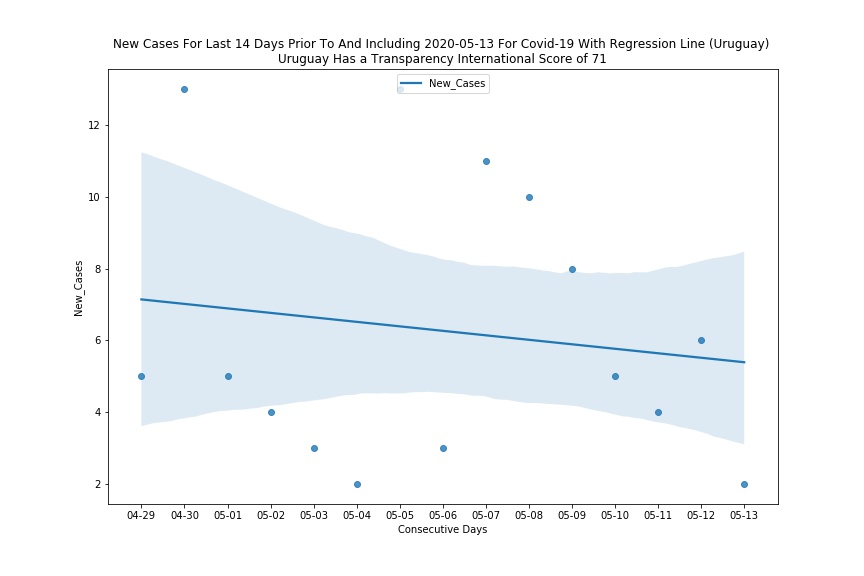 New Cases For Last 14 Days Prior To And Including 2020-05-13 For Covid-19 With Regression Line (Uruguay)
Uruguay Has a Transparency International Score of 71
New_Cases
12
10
8
6
4
2
New_Cases
04-29 04-30 05-01 05-02 05-03 05-04 05-05 05-06 05-07 05-08 05-09 05-10 05-11 05-12 05-13
Consecutive Days